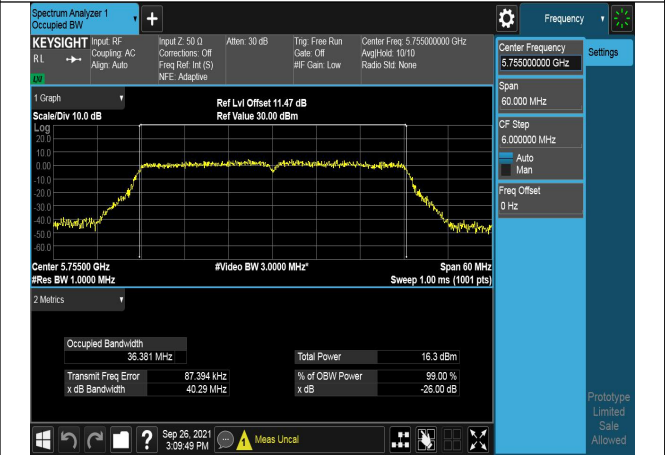 Spectrum Analyzer 1
Occupied BW
+
Frequency
KEYSIGHT
Input: RF
Coupling: AC
Align: Auto
Input Z: 50 Ω
Corrections: Off
Freq Ref: Int (S)
NFE: Adaptive
Atten: 30 dB
Trig: Free Run
Gate: Off
#IF Gain: Low
Center Freq: 5.755000000 GHz
Avg|Hold: 10/10
Radio Std: None
R L
Center Frequency
5.755000000 GHz
Settings
Span
60.000 MHz
CF Step
6.000000 MHz
Auto
Man
Freq Offset
0 Hz
1 Graph
Scale/Div 10.0 dB
Ref Lvl Offset 11.47 dB
Ref Value 30.00 dBm
Log
20.0
10.0
0.00
-10.0
-20.0
-30.0
-40.0
-50.0
-60.0
Center 5.75500 GHz
#Video BW 3.0000 MHz*
Span 60 MHz
#Res BW 1.0000 MHz
Sweep 1.00 ms (1001 pts)
2 Metrics
Occupied Bandwidth
36.381 MHz
Total Power 16.3 dBm
Transmit Freq Error 87.394 kHz
% of OBW Power 99.00 %
x dB Bandwidth 40.29 MHz
x dB -26.00 dB
Prototype
Limited
Sale
Allowed
?
Sep 26, 2021
3:09:49 PM
Meas Uncal